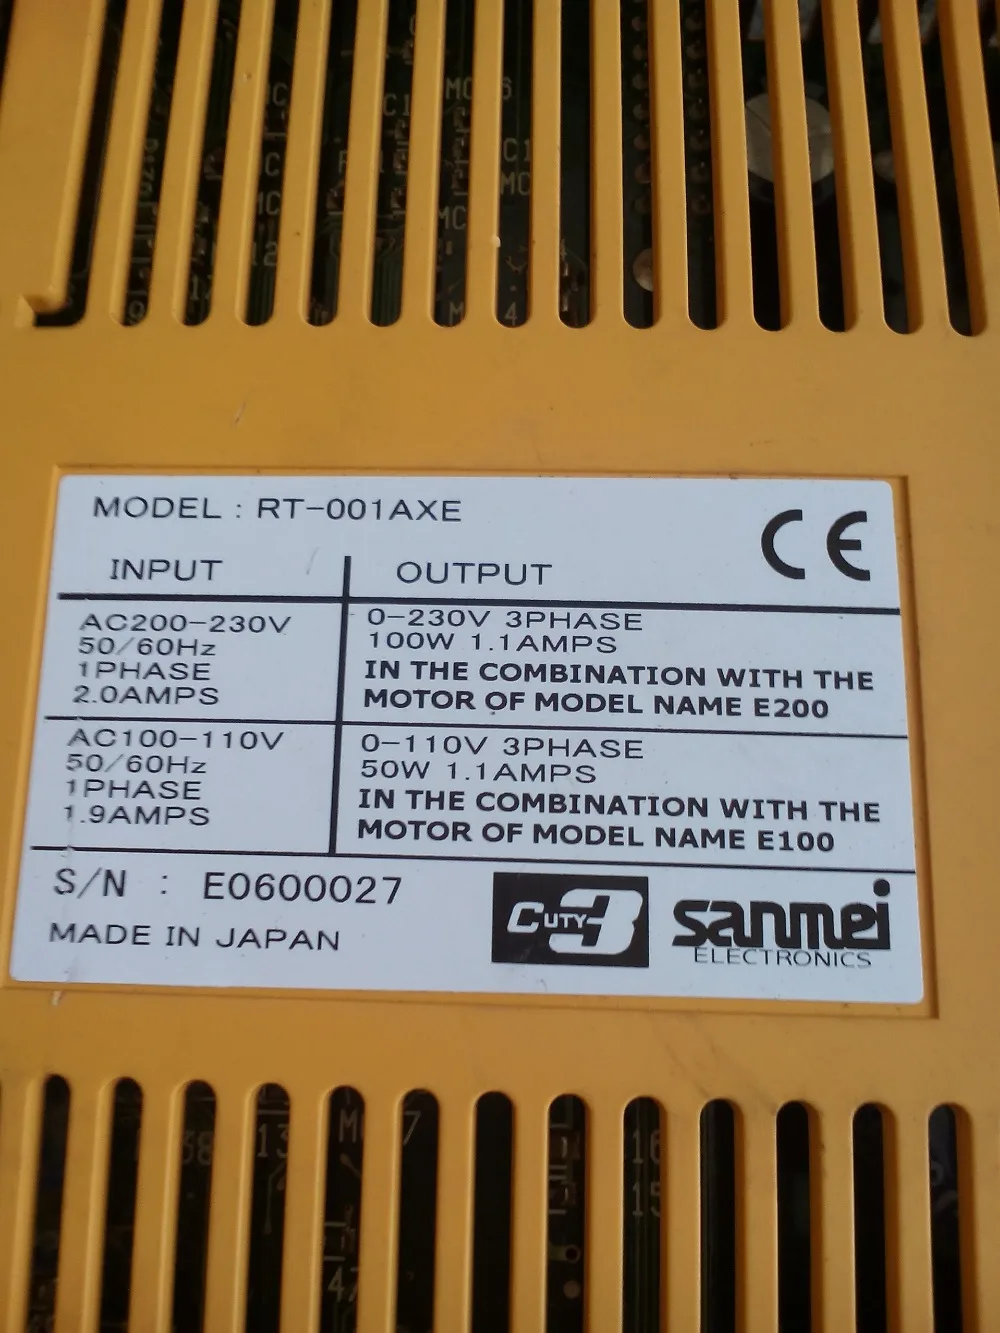 MODEL : RT-001AXE
CE
INPUT
OUTPUT
AC200-230V
50/60Hz
1PHASE
2.0AMPS
0-230V 3PHASE
100W 1.1AMPS
IN THE COMBINATION WITH THE
MOTOR OF MODEL NAME E200
AC100-110V
50/60Hz
1PHASE
1.9AMPS
0-110V 3PHASE
50W 1.1AMPS
IN THE COMBINATION WITH THE
MOTOR OF MODEL NAME E100
S/N : E0600027
MADE IN JAPAN
CUTY 3
sanmei
ELECTRONICS